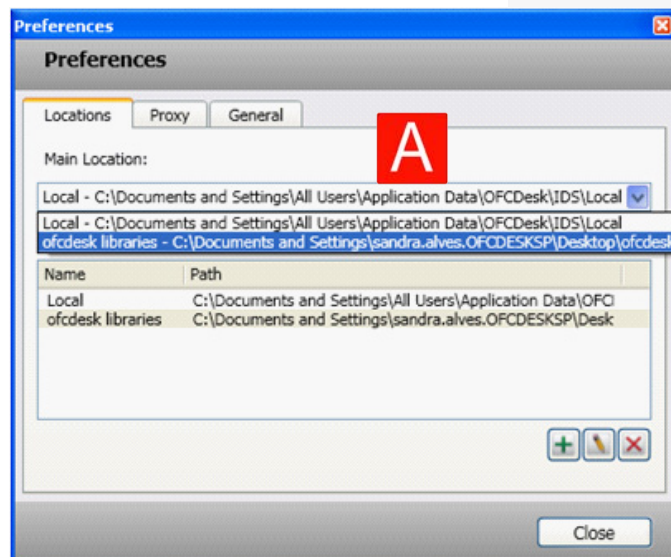 Preferences
Preferences
Locations Proxy General
A
Main Location:
Local - C:\Documents and Settings\All Users\Application Data\OFCDesk\IDS\Local
Local - C:\Documents and Settings\All Users\Application Data\OFCDesk\IDS\Local
ofcdesk libraries - C:\Documents and Settings\sandra.alves.OFCDESKSP\Desktop\ofcdesk
Name Path
Local C:\Documents and Settings\All Users\Application Data\OFC
ofcdesk libraries C:\Documents and Settings\sandra.alves.OFCDESKSP\Desk
Close